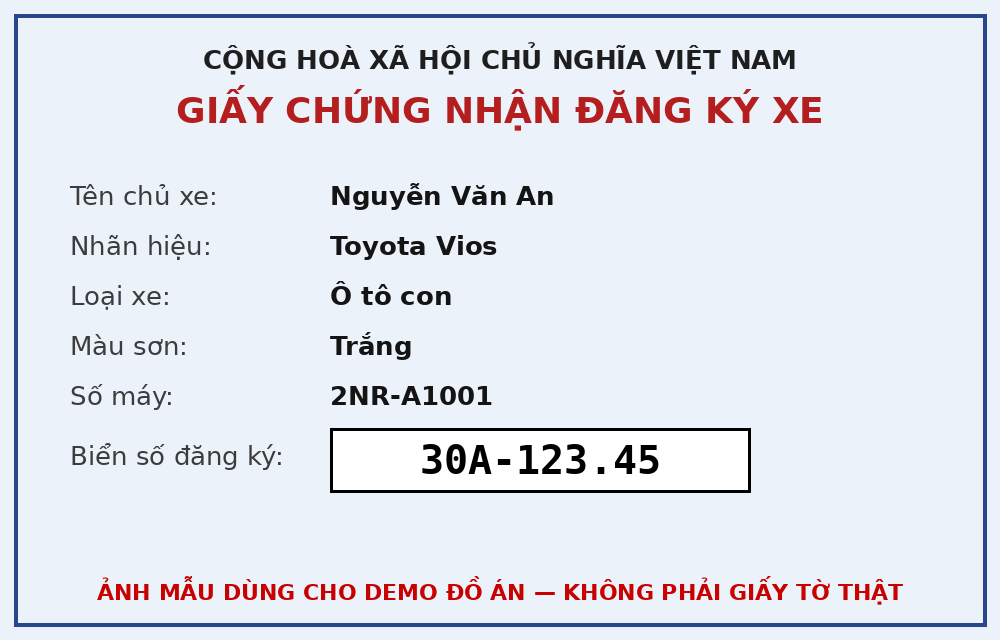 CỘNG HOÀ XÃ HỘI CHỦ NGHĨA VIỆT NAM
GIẤY CHỨNG NHẬN ĐĂNG KÝ XE
Tên chủ xe: Nguyễn Văn An
Nhãn hiệu: Toyota Vios
Loại xe: Ô tô con
Màu sơn: Trắng
Số máy: 2NR-A1001
Biển số đăng ký: 30A-123.45
ẢNH MẪU DÙNG CHO DEMO ĐỒ ÁN — KHÔNG PHẢI GIẤY TỜ THẬT